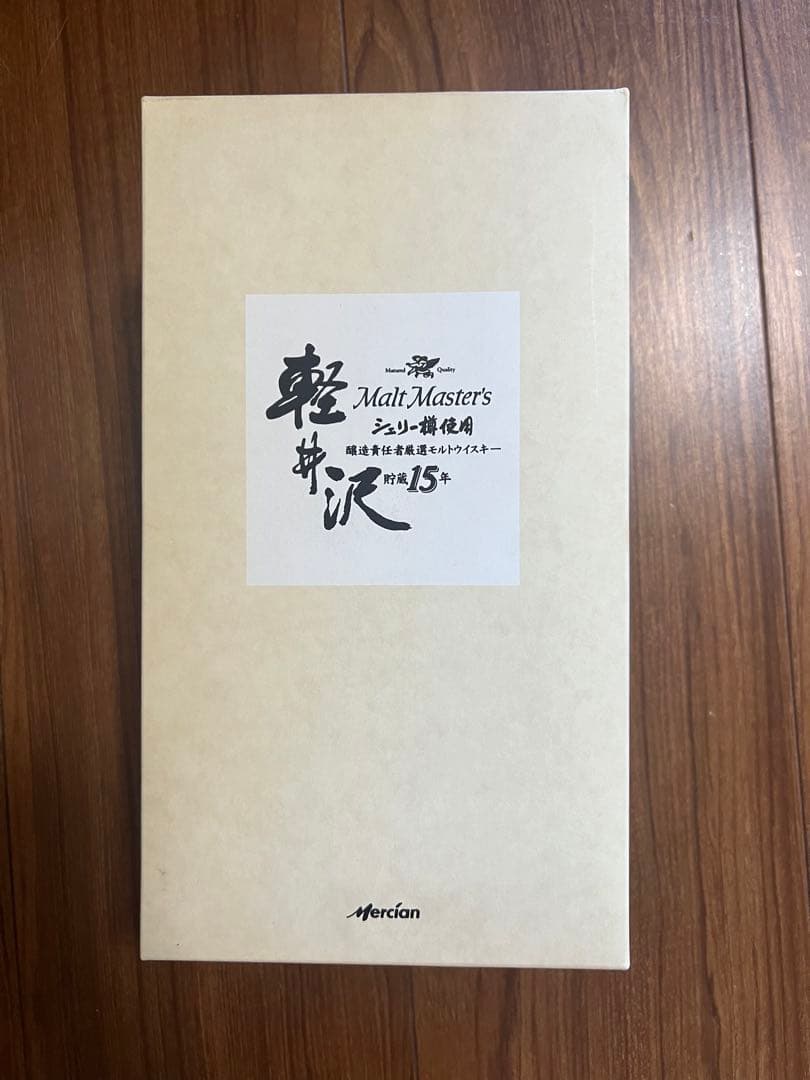 軽井沢
Matured Quality
Malt Master's
シェリー樽使用
醸造責任者厳選モルトウイスキー
貯蔵15年
Mercian